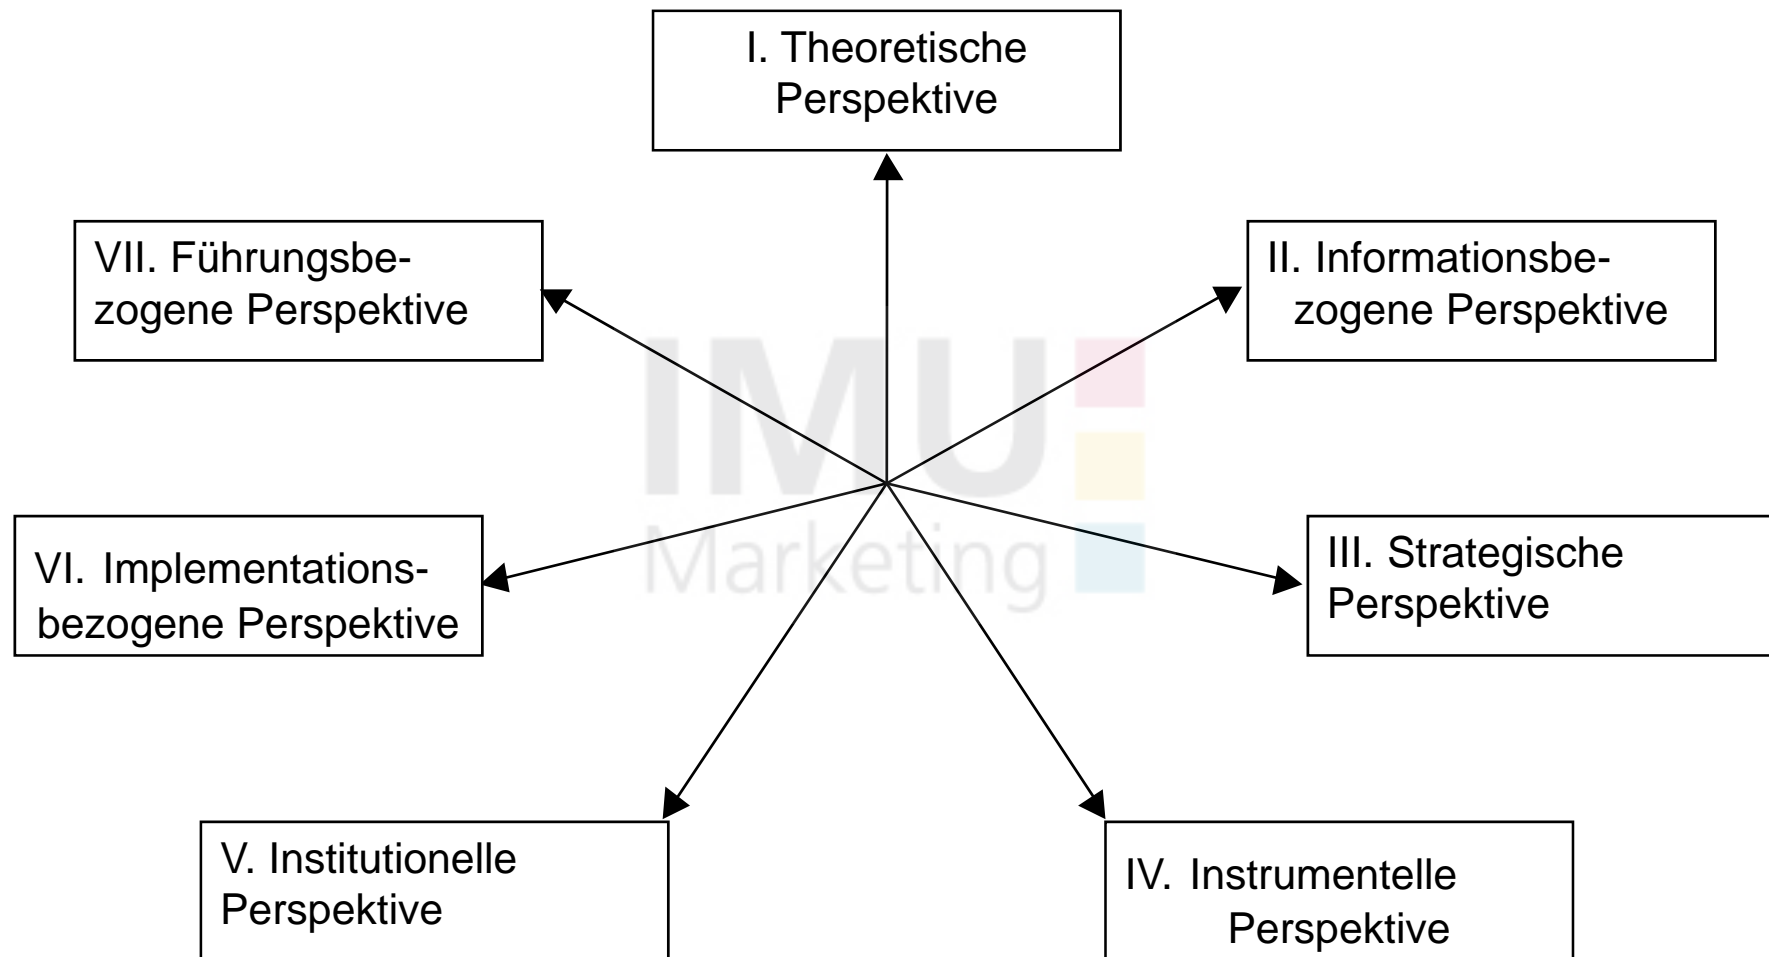 I. Theoretische
Perspektive
VII. Führungsbe-
zogene Perspektive
II. Informationsbe-
zogene Perspektive
IMU
Marketing
VI. Implementations-
bezogene Perspektive
III. Strategische
Perspektive
V. Institutionelle
Perspektive
IV. Instrumentelle
Perspektive